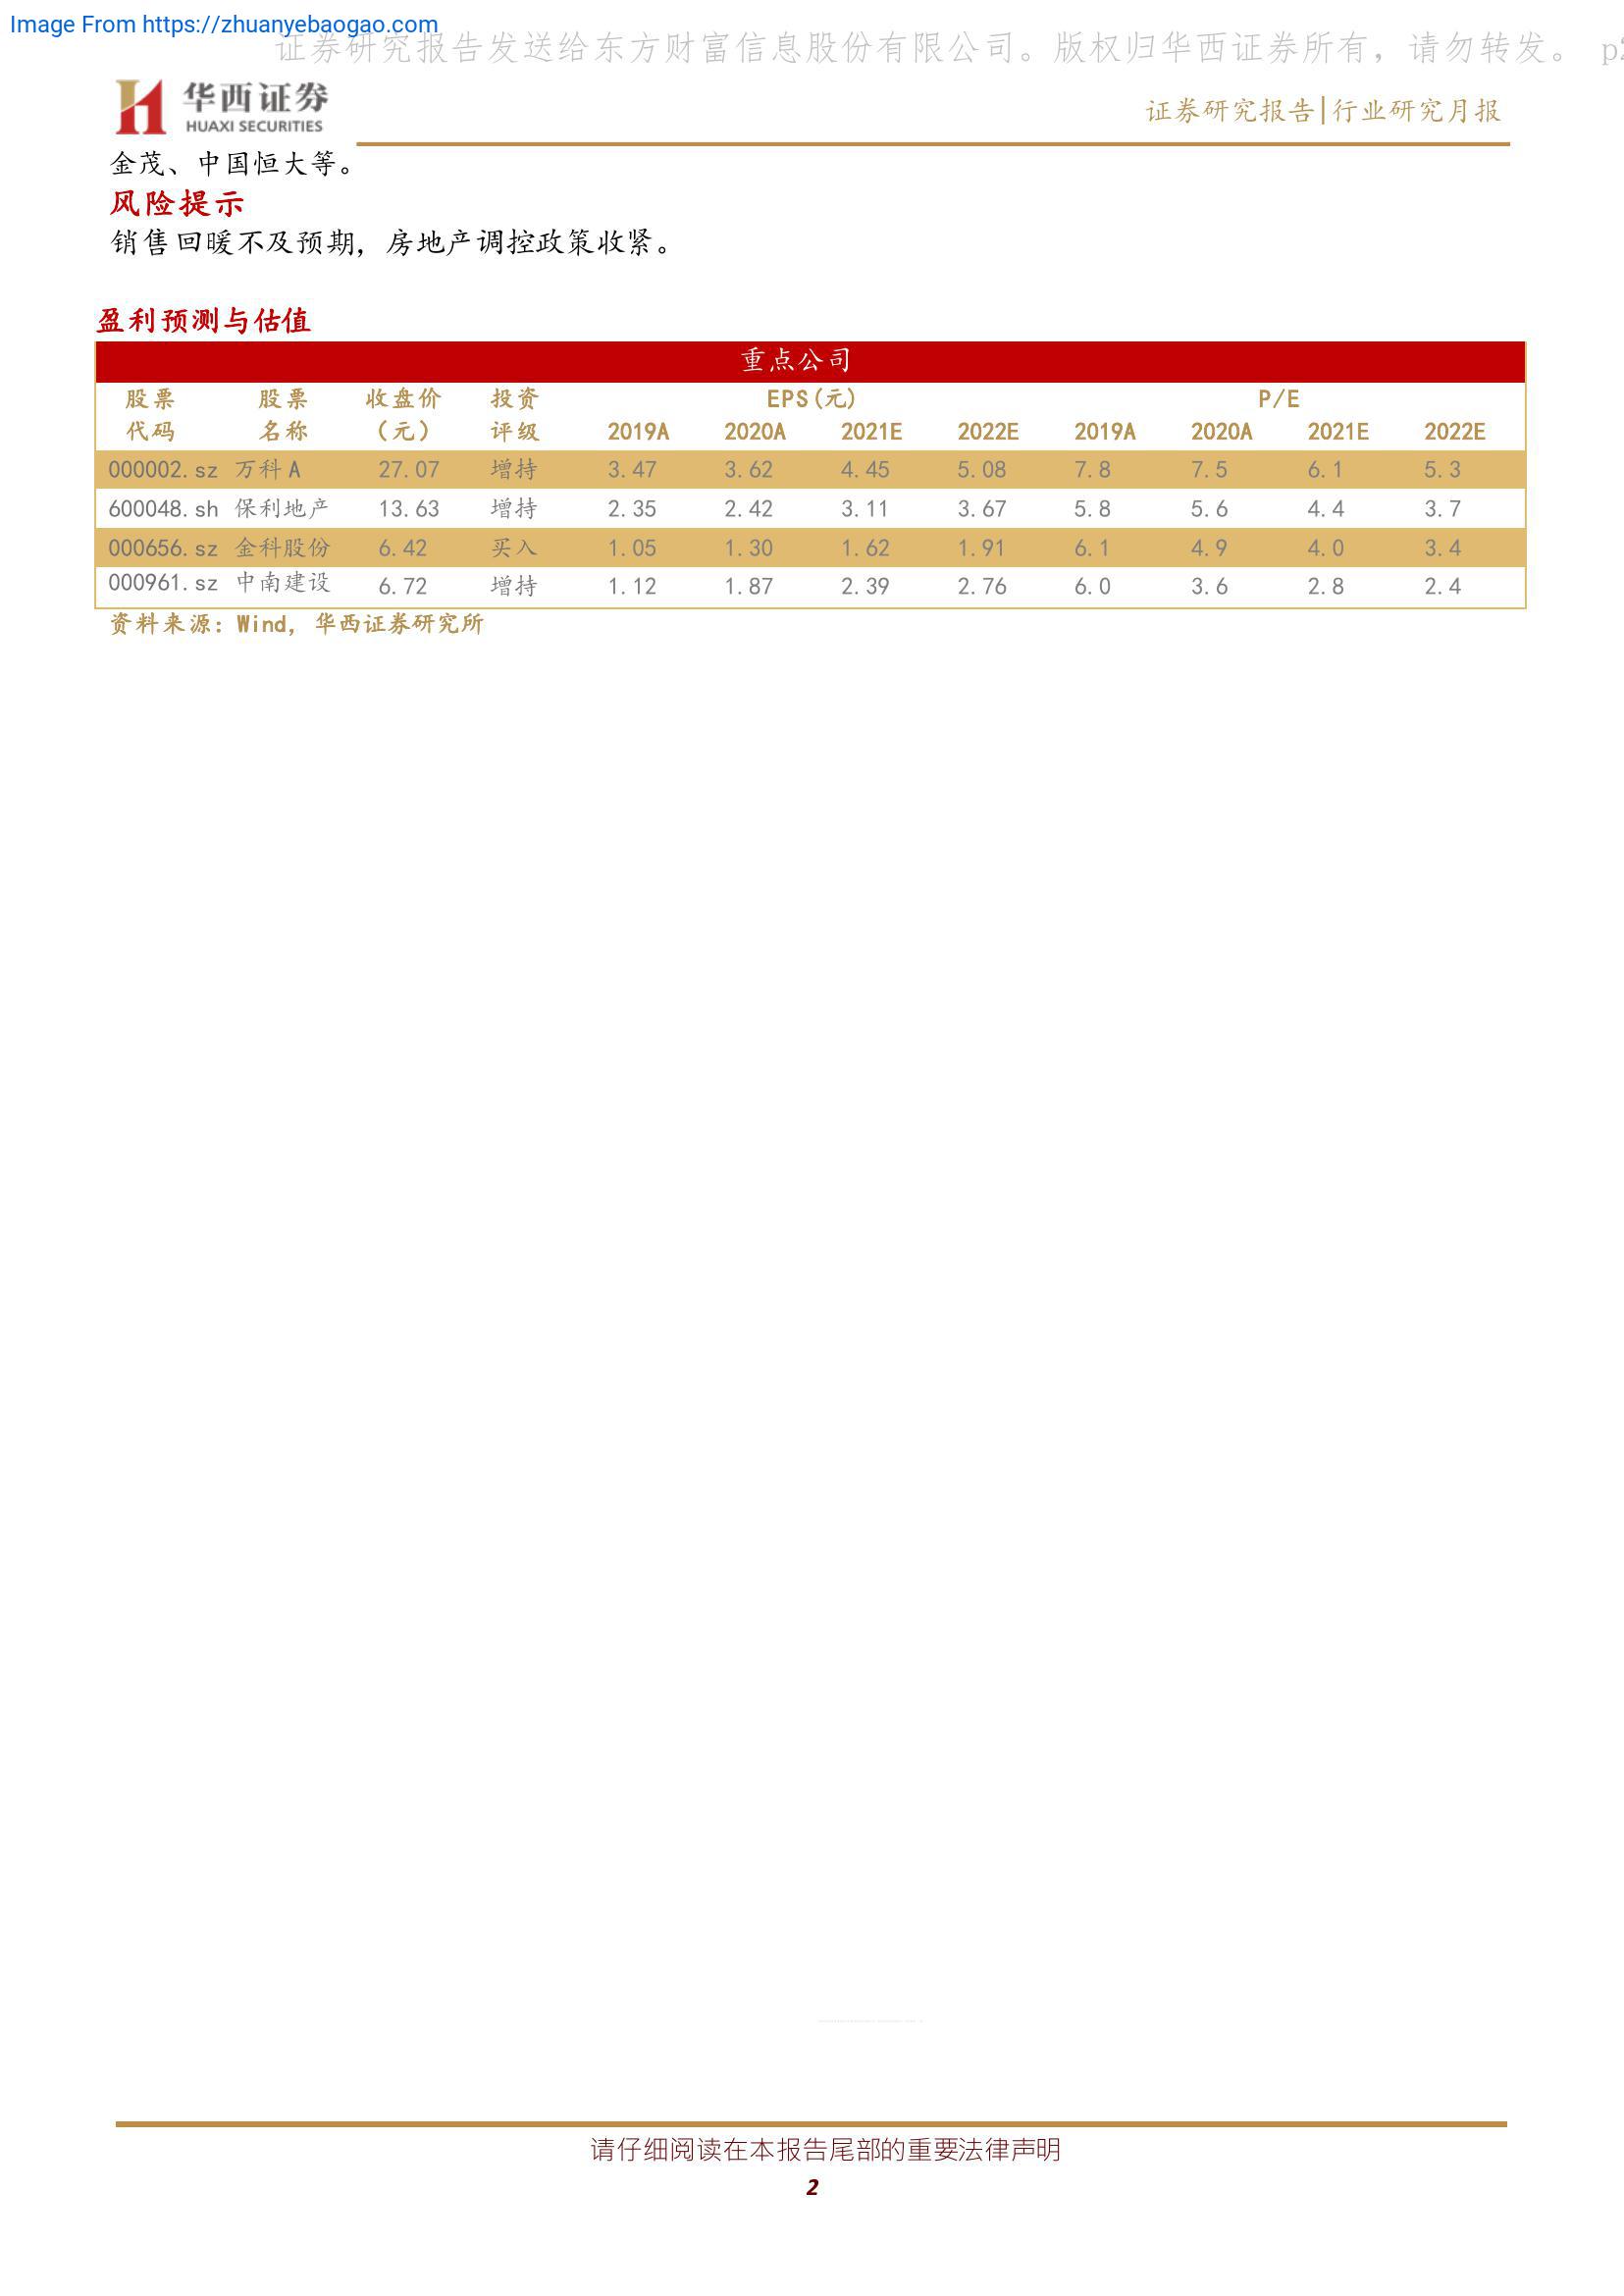 Image From https://zhuanyebaogao.com
证券研究报告发送给东方财富信息股份有限公司。版权归华西证券所有，请勿转发。 p2
华西证券
HUAXI SECURITIES
证券研究报告|行业研究月报
金茂、中国恒大等。
风险提示
销售回暖不及预期，房地产调控政策收紧。
盈利预测与估值
重点公司
股票 股票 收盘价 投资 EPS(元) P/E
代码 名称 （元） 评级 2019A 2020A 2021E 2022E 2019A 2020A 2021E 2022E
000002.sz 万科A 27.07 增持 3.47 3.62 4.45 5.08 7.8 7.5 6.1 5.3
600048.sh 保利地产 13.63 增持 2.35 2.42 3.11 3.67 5.8 5.6 4.4 3.7
000656.sz 金科股份 6.42 买入 1.05 1.30 1.62 1.91 6.1 4.9 4.0 3.4
000961.sz 中南建设 6.72 增持 1.12 1.87 2.39 2.76 6.0 3.6 2.8 2.4
资料来源：Wind，华西证券研究所
请仔细阅读在本报告尾部的重要法律声明
2